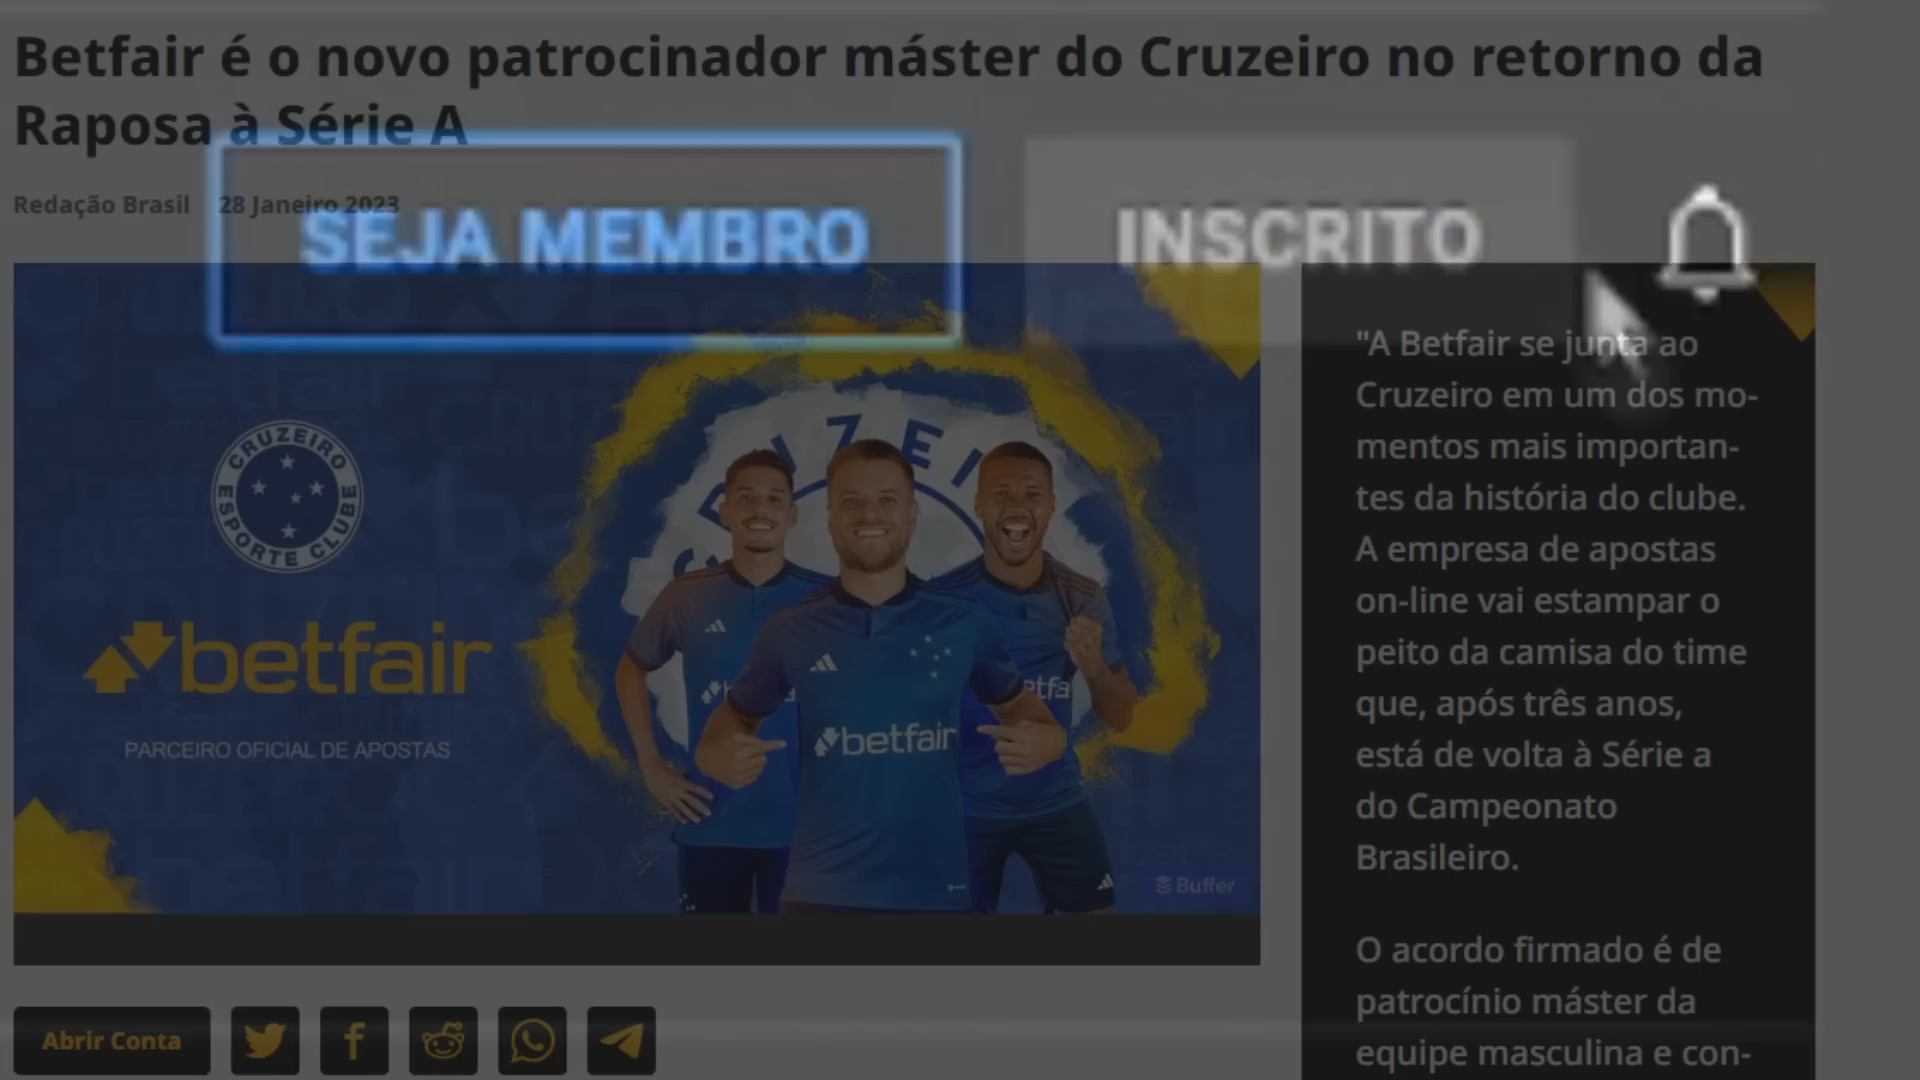 Betfair é o novo patrocinador máster do Cruzeiro no retorno da
Raposa à Série A
Redação Brasil 28 Janeiro 2023
SEJA MEMBRO
INSCRITO
CRUZEIRO
ESPORTE CLUBE
betfair
PARCEIRO OFICIAL DE APOSTAS
betfair
Buffer
"A Betfair se junta ao
Cruzeiro em um dos mo-
mentos mais importan-
tes da história do clube.
A empresa de apostas
on-line vai estampar o
peito da camisa do time
que, após três anos,
está de volta à Série a
do Campeonato
Brasileiro.
O acordo firmado é de
patrocínio máster da
equipe masculina e con-
Abrir Conta